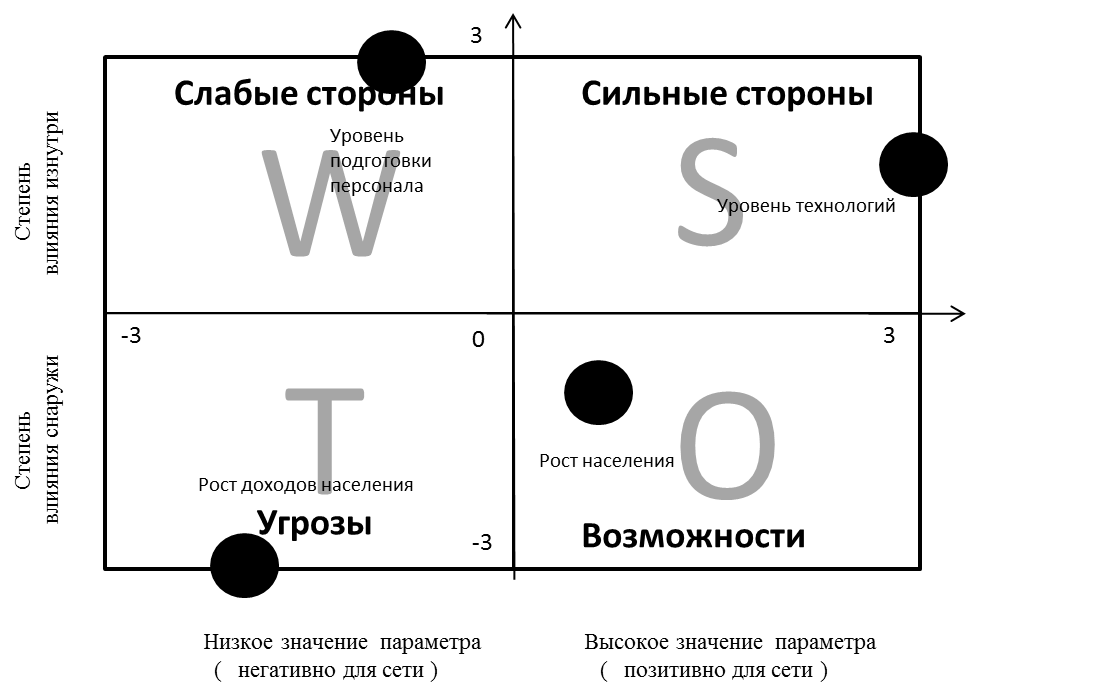 3
Слабые стороны
Сильные стороны
Степень
влияния изнутри
Уровень
подготовки
персонала
W
S
Уровень технологий
-3
0
3
Степень
влияния снаружи
T
O
Рост населения
Рост доходов населения
Угрозы
-3
Возможности
Низкое значение параметра
( негативно для сети )
Высокое значение параметра
( позитивно для сети )